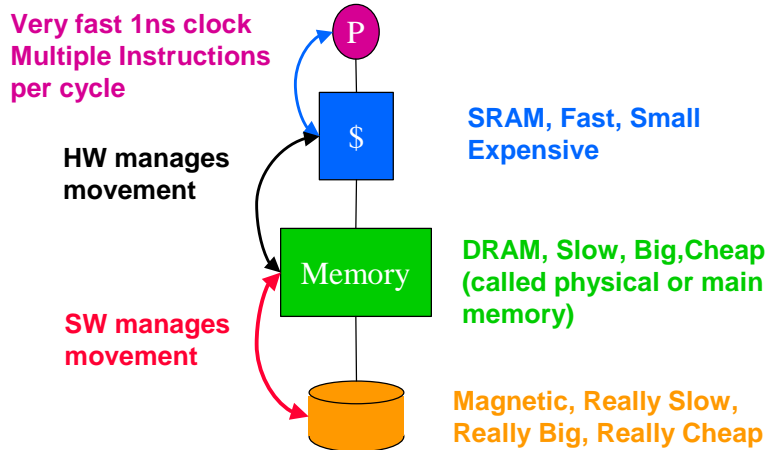 Very fast 1ns clock
Multiple Instructions
per cycle
P
$
SRAM, Fast, Small
Expensive
HW manages
movement
Memory
DRAM, Slow, Big,Cheap
(called physical or main
memory)
SW manages
movement
Magnetic, Really Slow,
Really Big, Really Cheap